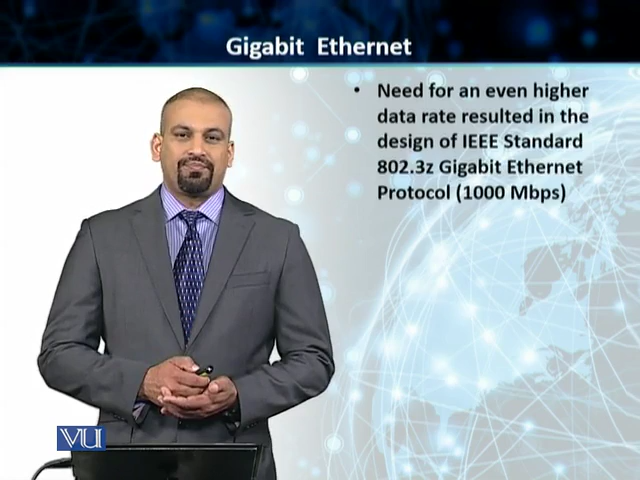 Gigabit Ethernet
• Need for an even higher
data rate resulted in the
design of IEEE Standard
802.3z Gigabit Ethernet
Protocol (1000 Mbps)
VU